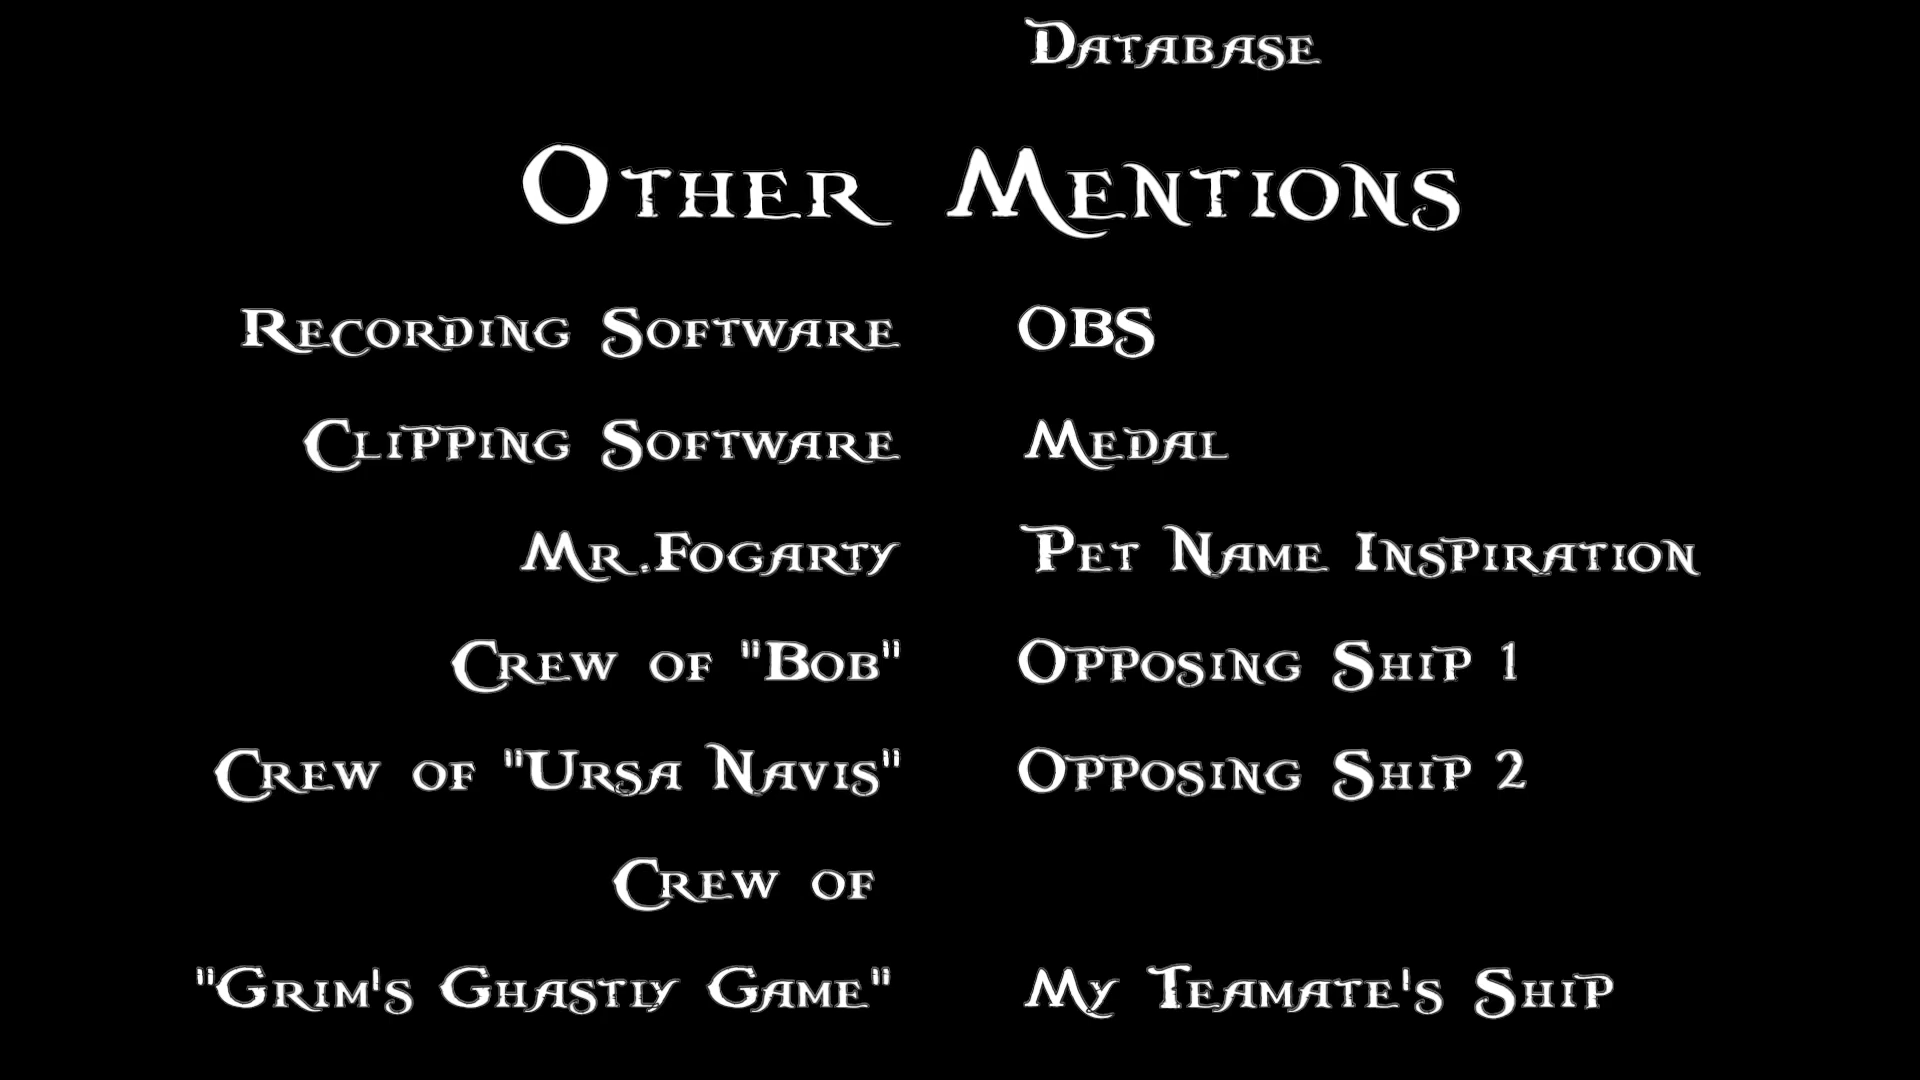 Database
Other Mentions
Recording Software OBS
Clipping Software Medal
Mr.Fogarty Pet Name Inspiration
Crew of "Bob" Opposing Ship 1
Crew of "Ursa Navis" Opposing Ship 2
Crew of
"Grim's Ghastly Game" My Teamate's Ship